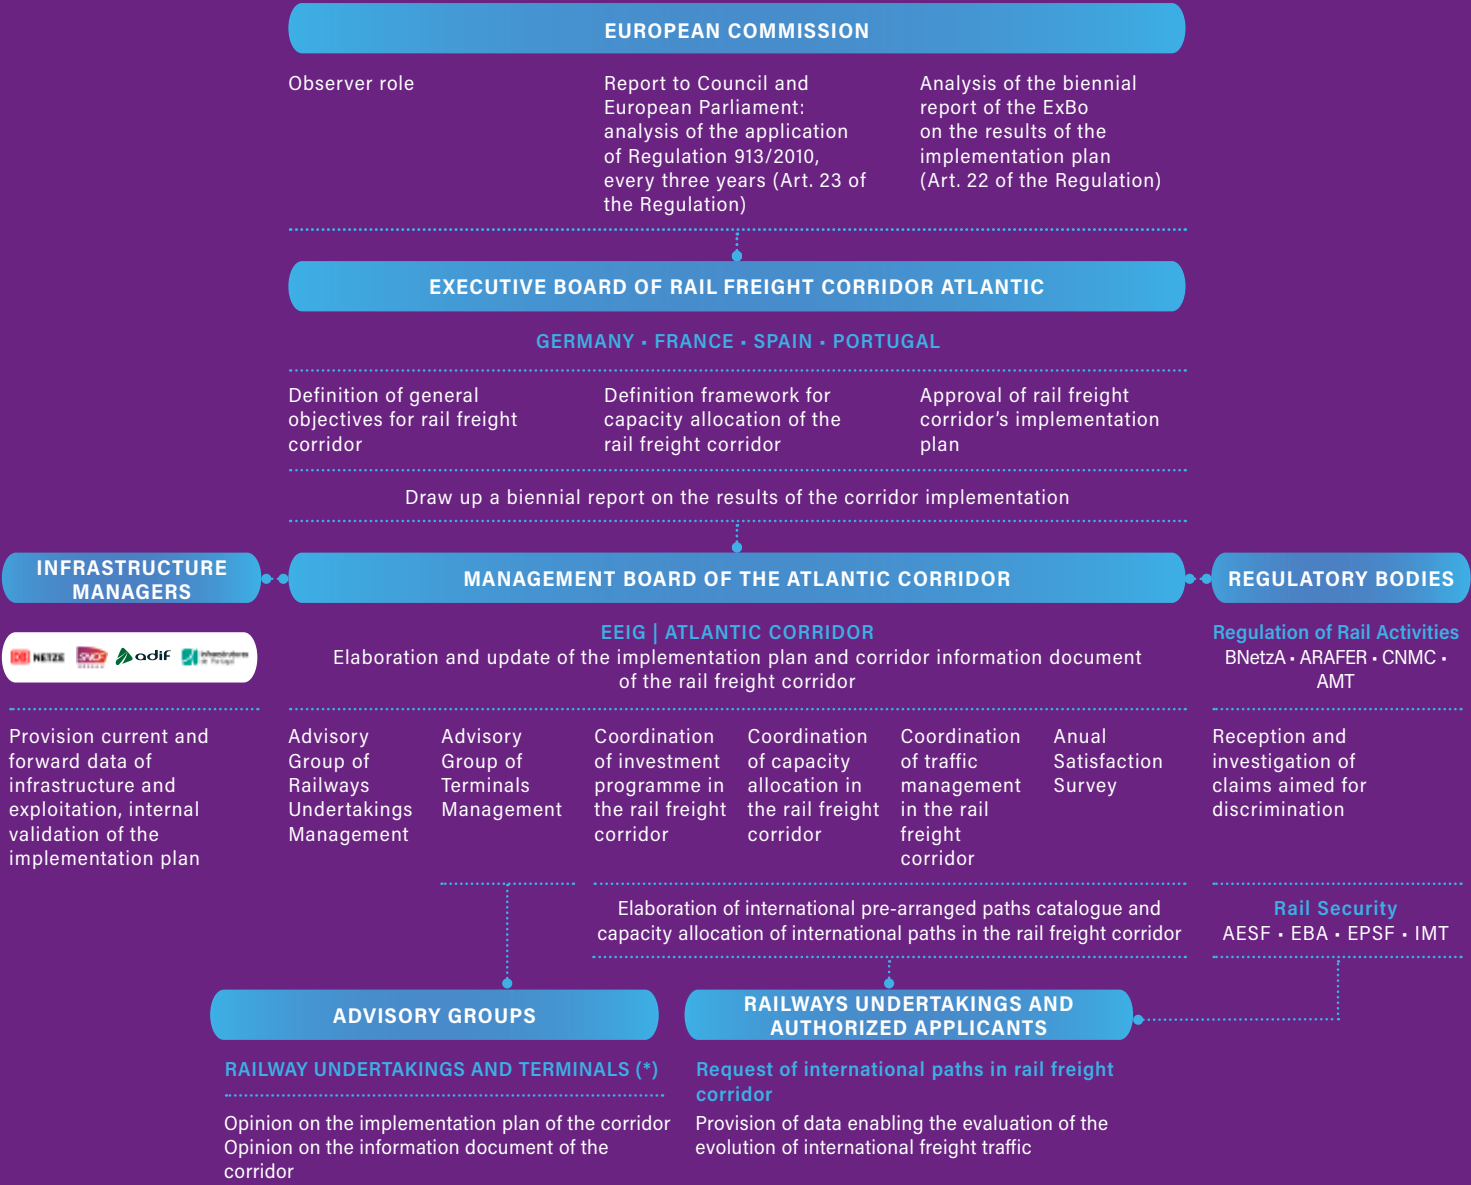 EUROPEAN COMMISSION
Observer role
Report to Council and
European Parliament:
analysis of the application
of Regulation 913/2010,
every three years (Art. 23 of
the Regulation)
Analysis of the biennial
report of the ExBo
on the results of the
implementation plan
(Art. 22 of the Regulation)
EXECUTIVE BOARD OF RAIL FREIGHT CORRIDOR ATLANTIC
GERMANY • FRANCE • SPAIN • PORTUGAL
Definition of general
objectives for rail freight
corridor
Definition framework for
capacity allocation of the
rail freight corridor
Approval of rail freight
corridor's implementation
plan
Draw up a biennial report on the results of the corridor implementation
INFRASTRUCTURE
MANAGERS
DB NETZE
SNCF
RÉSEAU
adif
Infraestruturas
de Portugal
Provision current and
forward data of
infrastructure and
exploitation, internal
validation of the
implementation plan
MANAGEMENT BOARD OF THE ATLANTIC CORRIDOR
EEIG | ATLANTIC CORRIDOR
Elaboration and update of the implementation plan and corridor information document
of the rail freight corridor
Advisory
Group of
Railways
Undertakings
Management
Advisory
Group of
Terminals
Management
Coordination
of investment
programme in
the rail freight
corridor
Coordination
of capacity
allocation in
the rail freight
corridor
Coordination
of traffic
management
in the rail
freight
corridor
Anual
Satisfaction
Survey
Elaboration of international pre-arranged paths catalogue and
capacity allocation of international paths in the rail freight corridor
REGULATORY BODIES
Regulation of Rail Activities
BNetzA • ARAFER • CNMC •
AMT
Reception and
investigation of
claims aimed for
discrimination
Rail Security
AESF • EBA • EPSF • IMT
ADVISORY GROUPS
RAILWAY UNDERTAKINGS AND TERMINALS (*)
Opinion on the implementation plan of the corridor
Opinion on the information document of the
corridor
RAILWAYS UNDERTAKINGS AND
AUTHORIZED APPLICANTS
Request of international paths in rail freight
corridor
Provision of data enabling the evaluation of the
evolution of international freight traffic